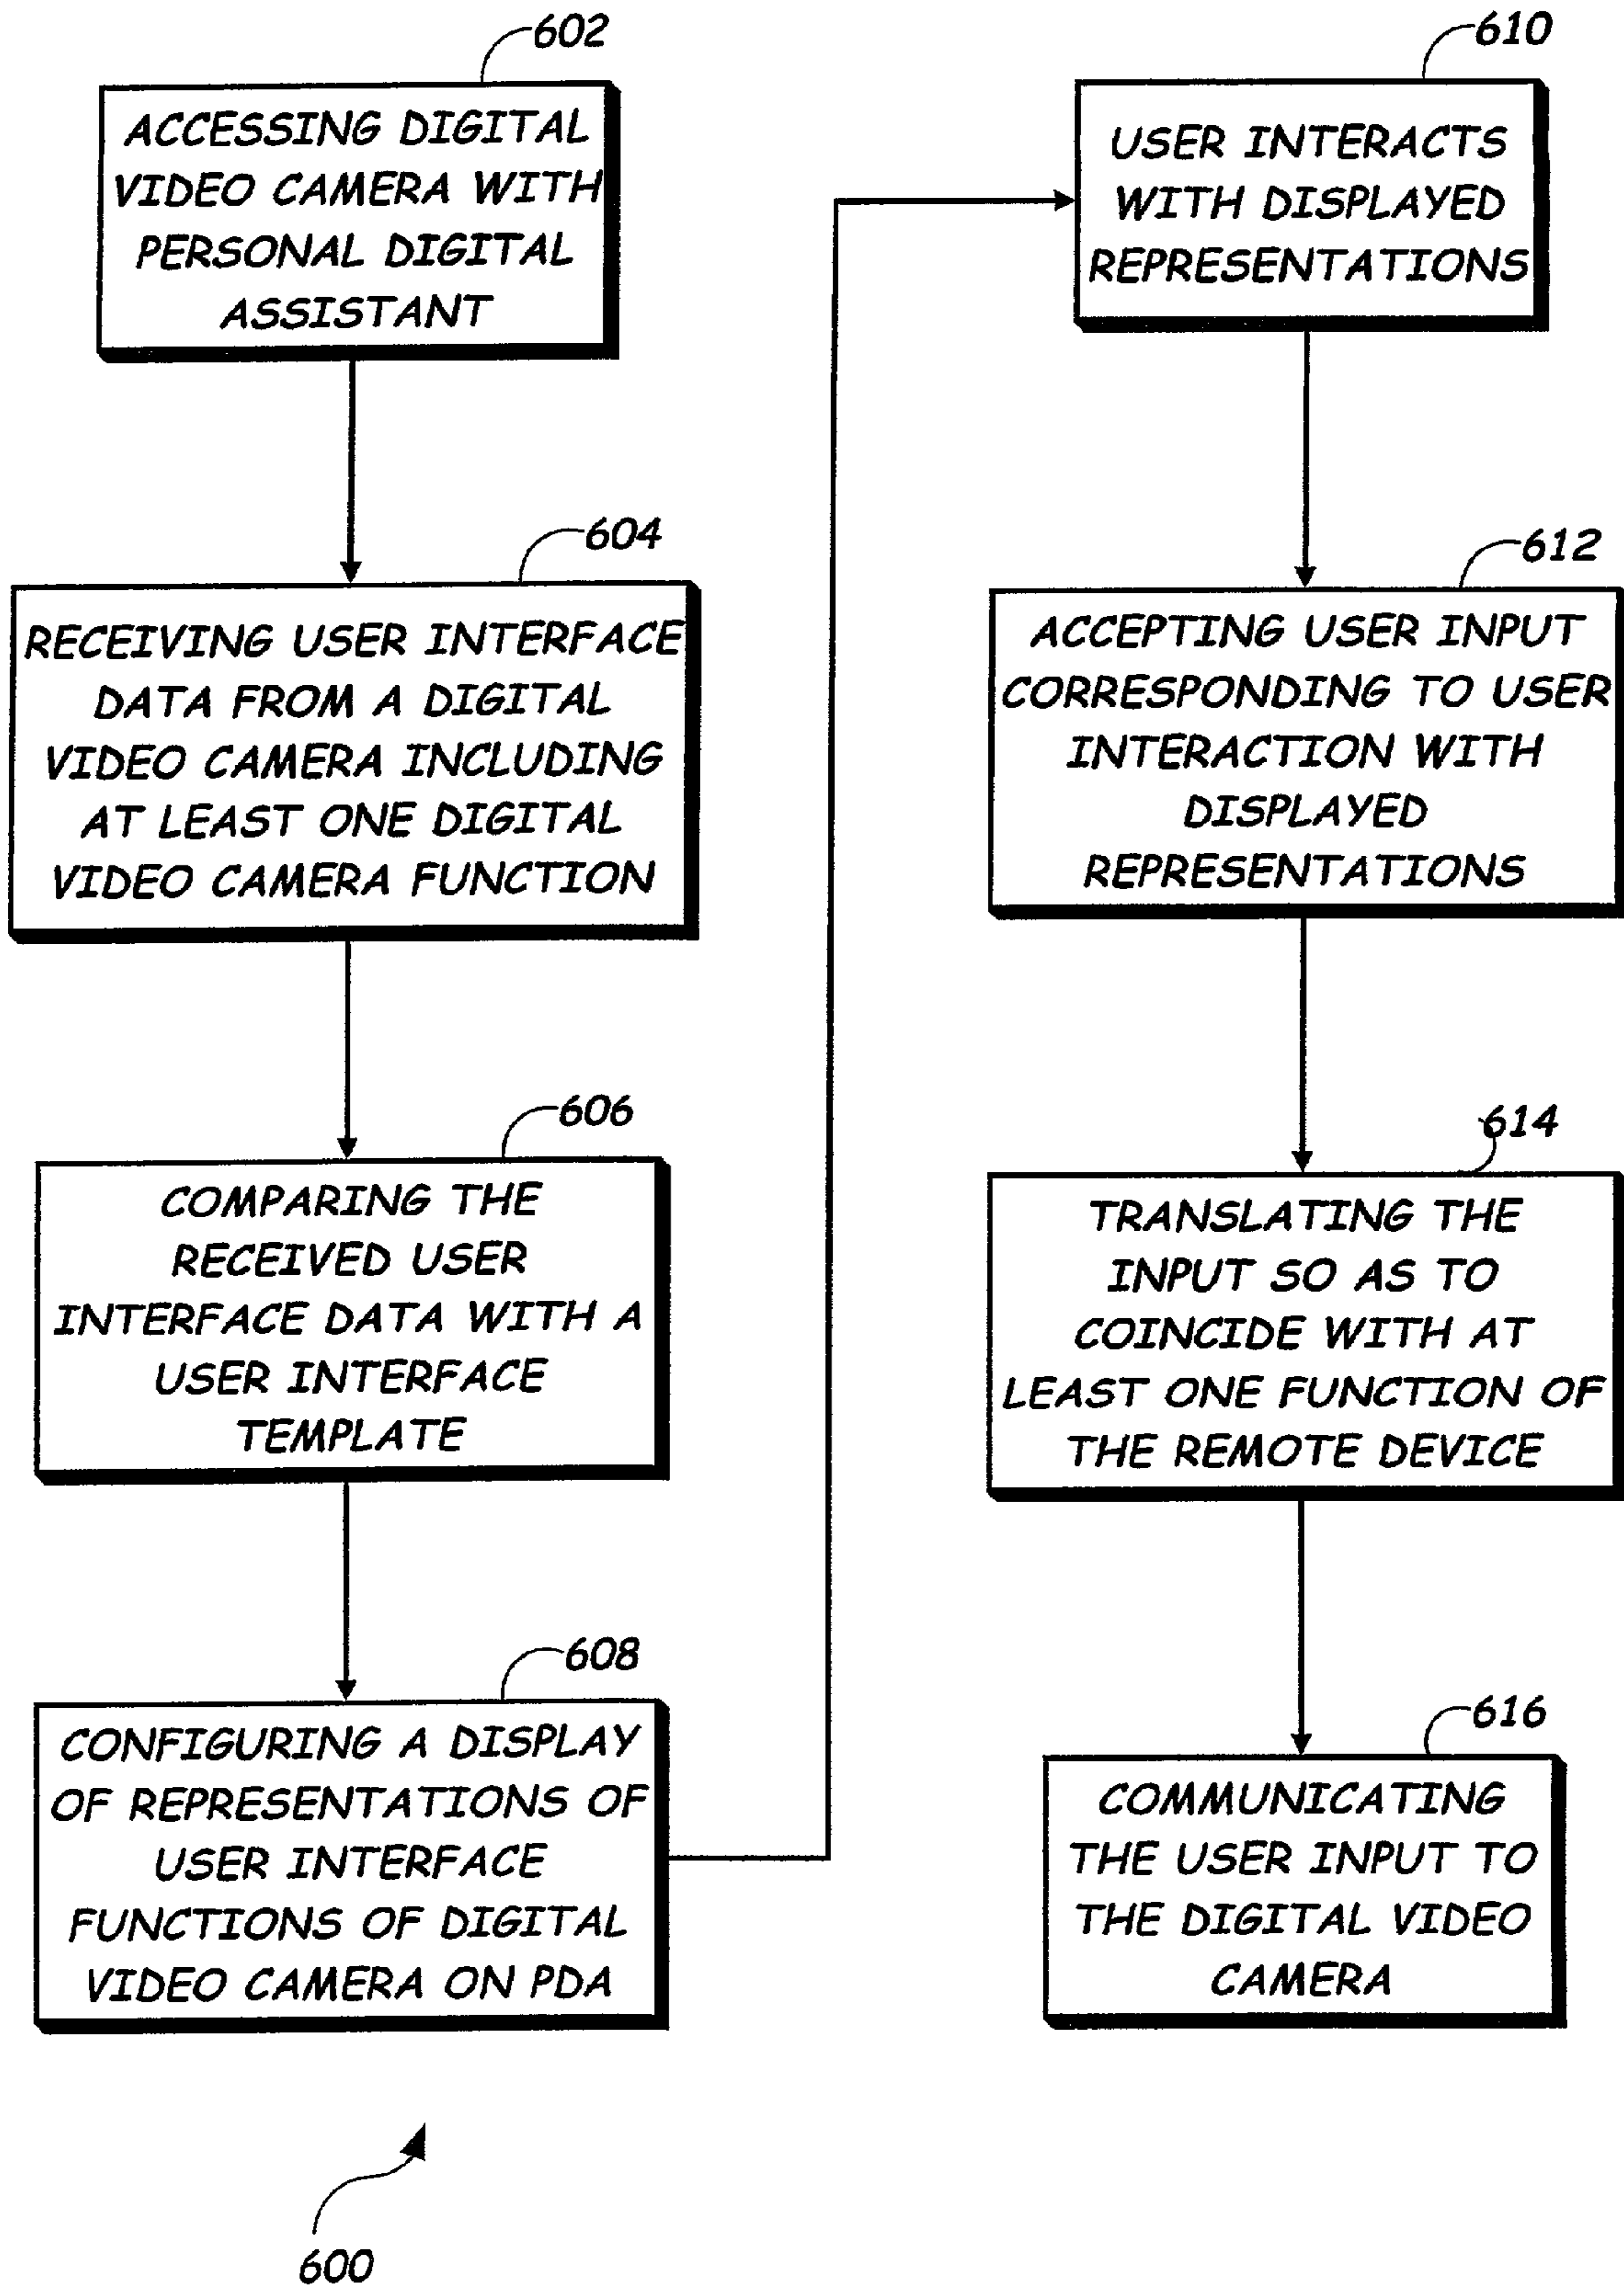 602
ACCESSING DIGITAL
VIDEO CAMERA WITH
PERSONAL DIGITAL
ASSISTANT
604
RECEIVING USER INTERFACE
DATA FROM A DIGITAL
VIDEO CAMERA INCLUDING
AT LEAST ONE DIGITAL
VIDEO CAMERA FUNCTION
606
COMPARING THE
RECEIVED USER
INTERFACE DATA WITH A
USER INTERFACE
TEMPLATE
608
CONFIGURING A DISPLAY
OF REPRESENTATIONS OF
USER INTERFACE
FUNCTIONS OF DIGITAL
VIDEO CAMERA ON PDA
610
USER INTERACTS
WITH DISPLAYED
REPRESENTATIONS
612
ACCEPTING USER INPUT
CORRESPONDING TO USER
INTERACTION WITH
DISPLAYED
REPRESENTATIONS
614
TRANSLATING THE
INPUT SO AS TO
COINCIDE WITH AT
LEAST ONE FUNCTION OF
THE REMOTE DEVICE
616
COMMUNICATING
THE USER INPUT TO
THE DIGITAL VIDEO
CAMERA
600